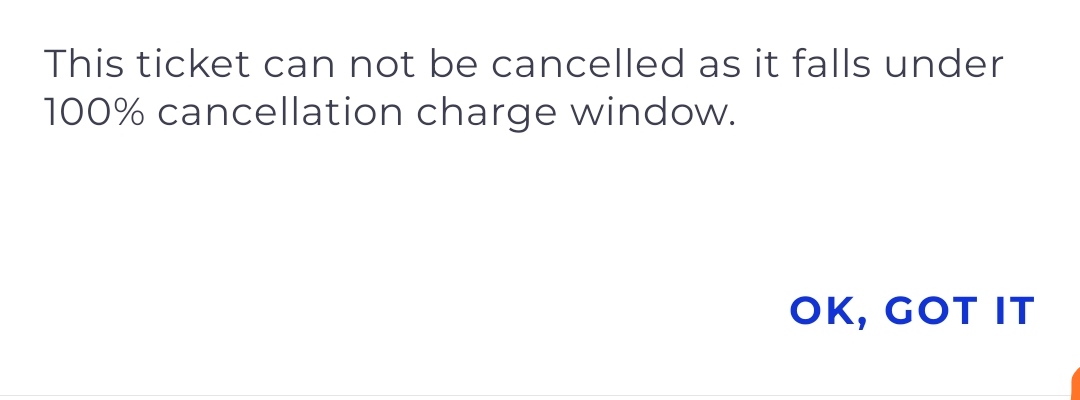 This ticket can not be cancelled as it falls under
100% cancellation charge window.
OK, GOT IT